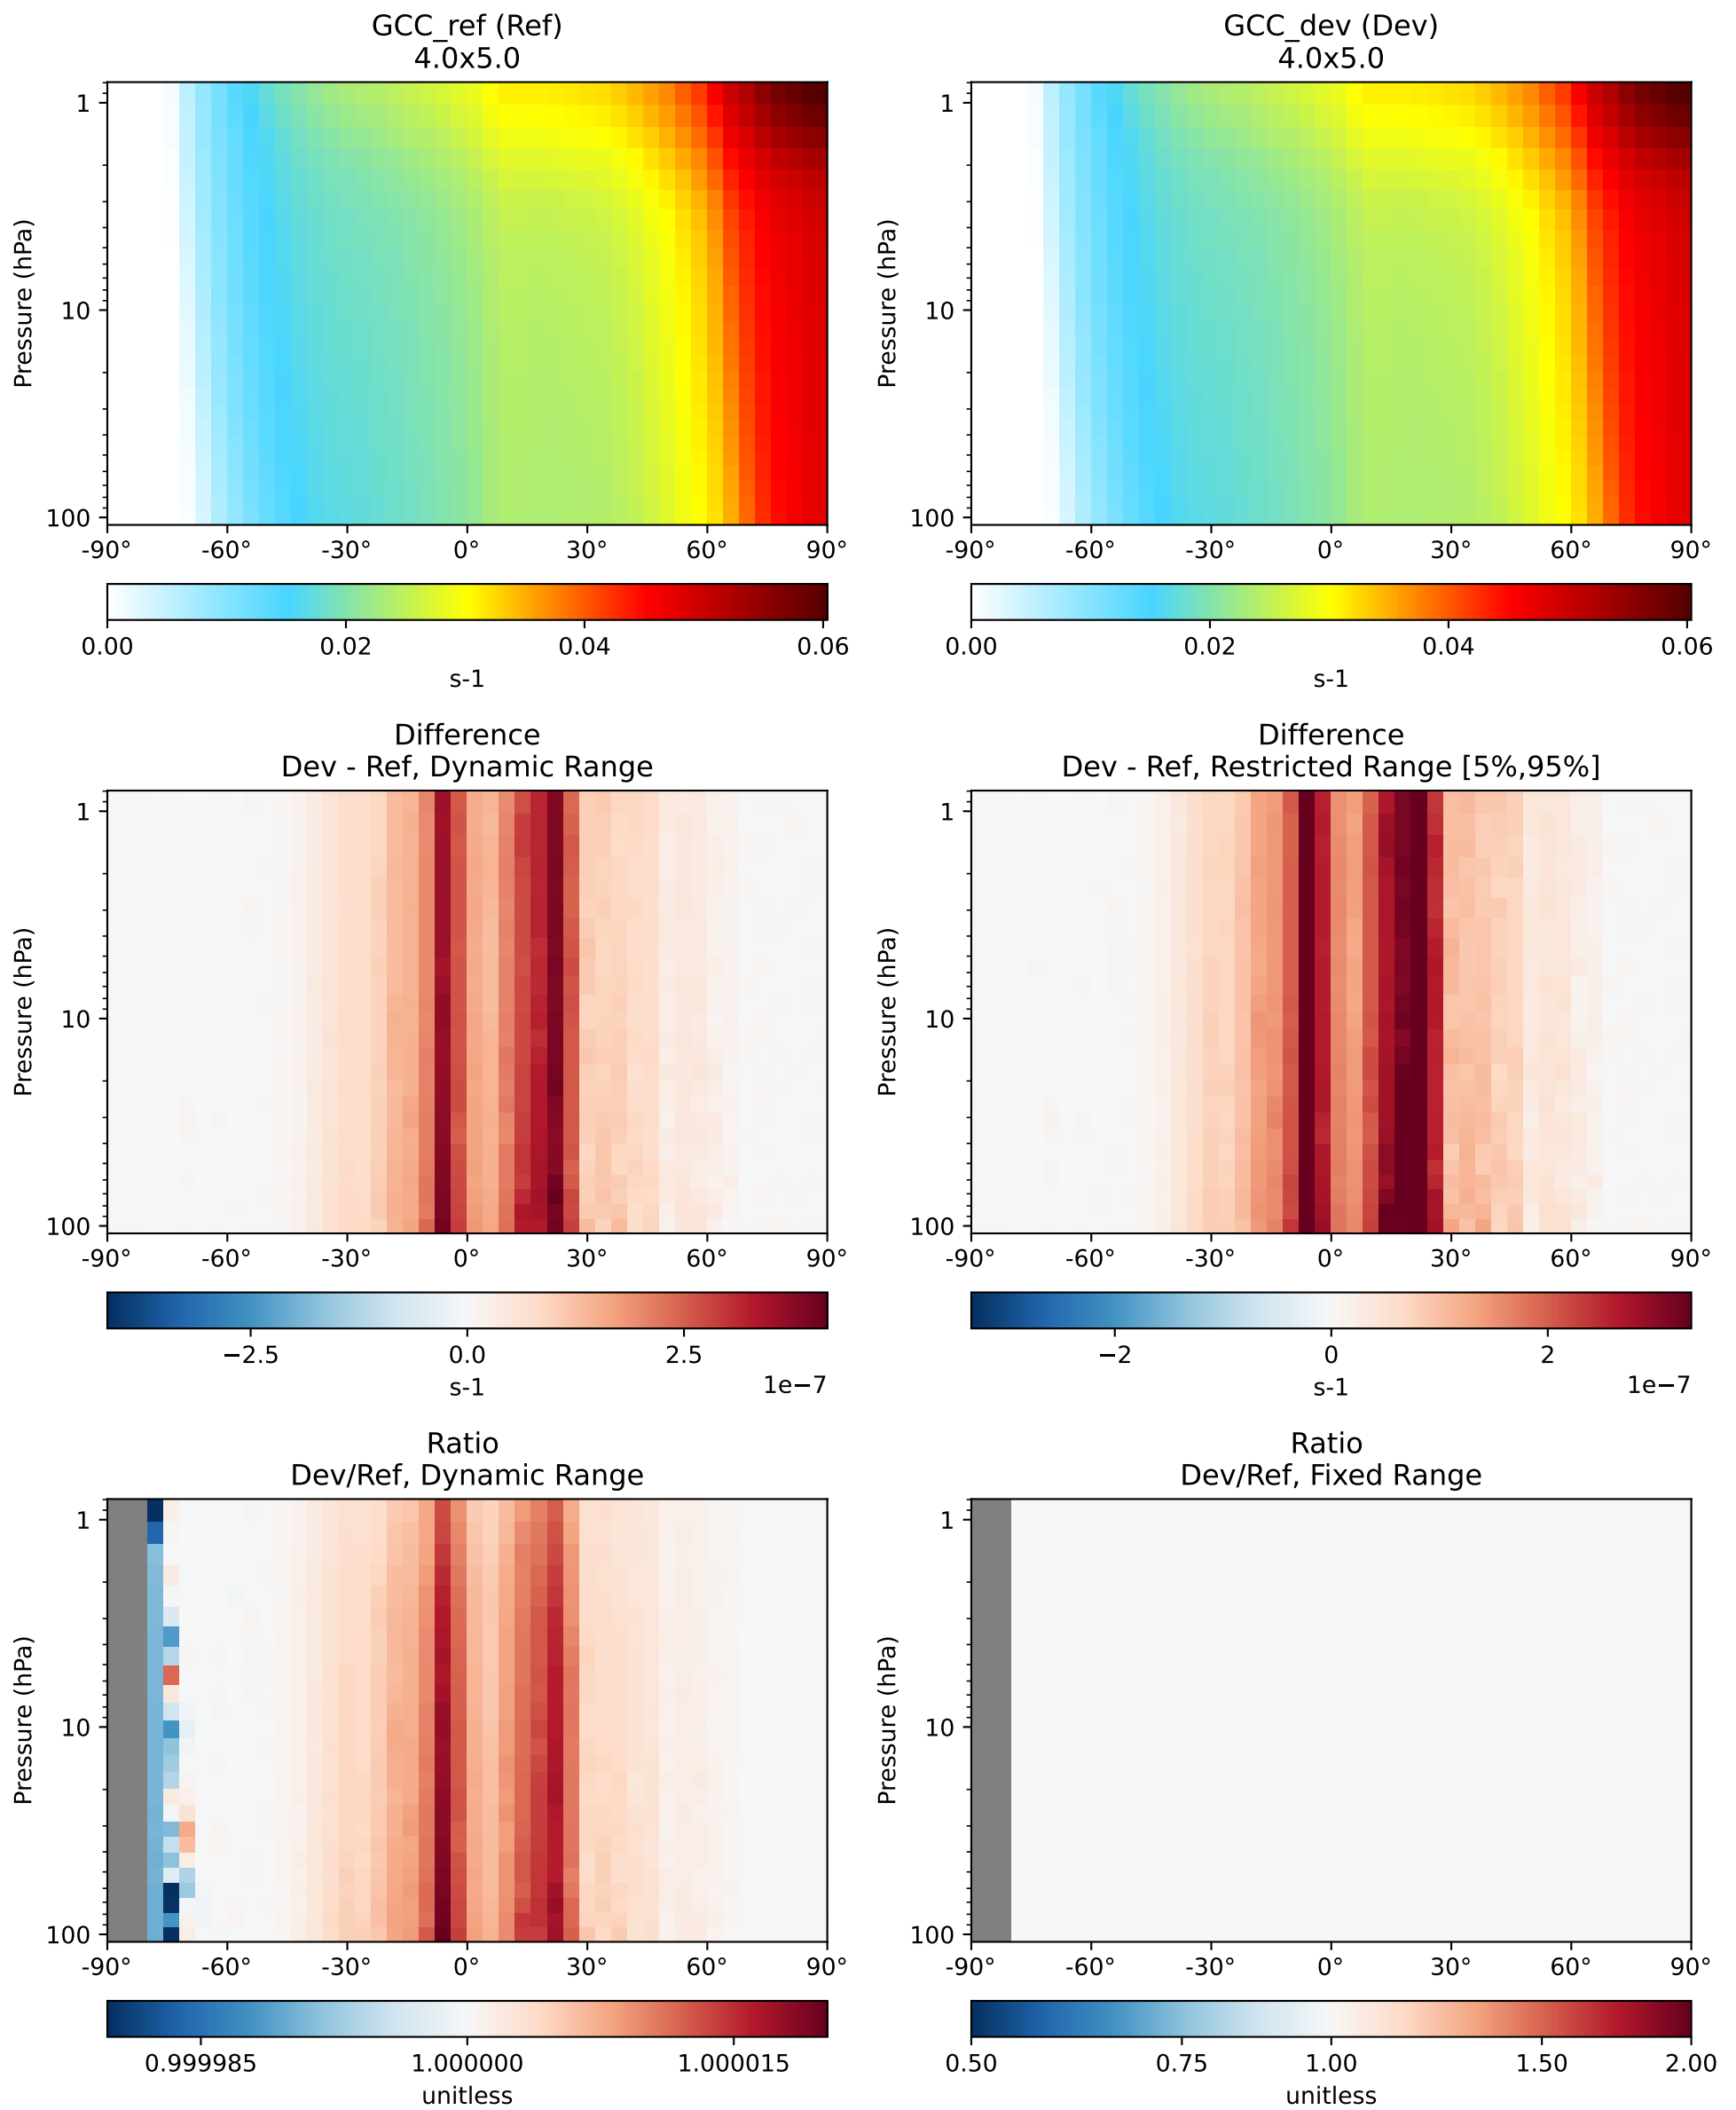 GCC_ref (Ref)
4.0x5.0
Pressure (hPa)
1
10
100
-90° -60° -30° 0° 30° 60° 90°
0.00 0.02 0.04 0.06
s-1
GCC_dev (Dev)
4.0x5.0
Pressure (hPa)
1
10
100
-90° -60° -30° 0° 30° 60° 90°
0.00 0.02 0.04 0.06
s-1
Difference
Dev - Ref, Dynamic Range
Pressure (hPa)
1
10
100
-90° -60° -30° 0° 30° 60° 90°
−2.5 0.0 2.5
s-1
1e−7
Difference
Dev - Ref, Restricted Range [5%,95%]
Pressure (hPa)
1
10
100
-90° -60° -30° 0° 30° 60° 90°
−2 0 2
s-1
1e−7
Ratio
Dev/Ref, Dynamic Range
Pressure (hPa)
1
10
100
-90° -60° -30° 0° 30° 60° 90°
0.999985 1.000000 1.000015
unitless
Ratio
Dev/Ref, Fixed Range
Pressure (hPa)
1
10
100
-90° -60° -30° 0° 30° 60° 90°
0.50 0.75 1.00 1.50 2.00
unitless